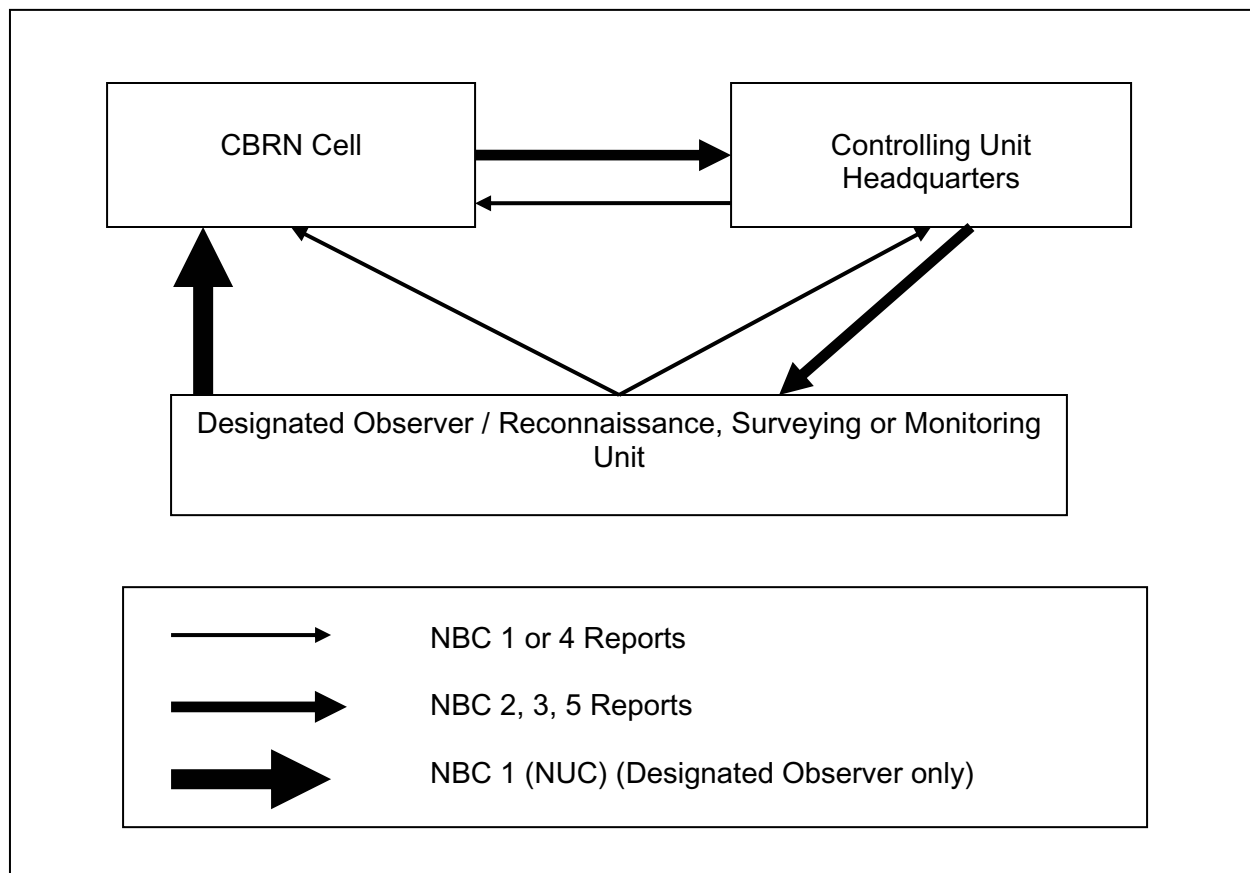 CBRN Cell
Controlling Unit
Headquarters
Designated Observer / Reconnaissance, Surveying or Monitoring
Unit
NBC 1 or 4 Reports
NBC 2, 3, 5 Reports
NBC 1 (NUC) (Designated Observer only)